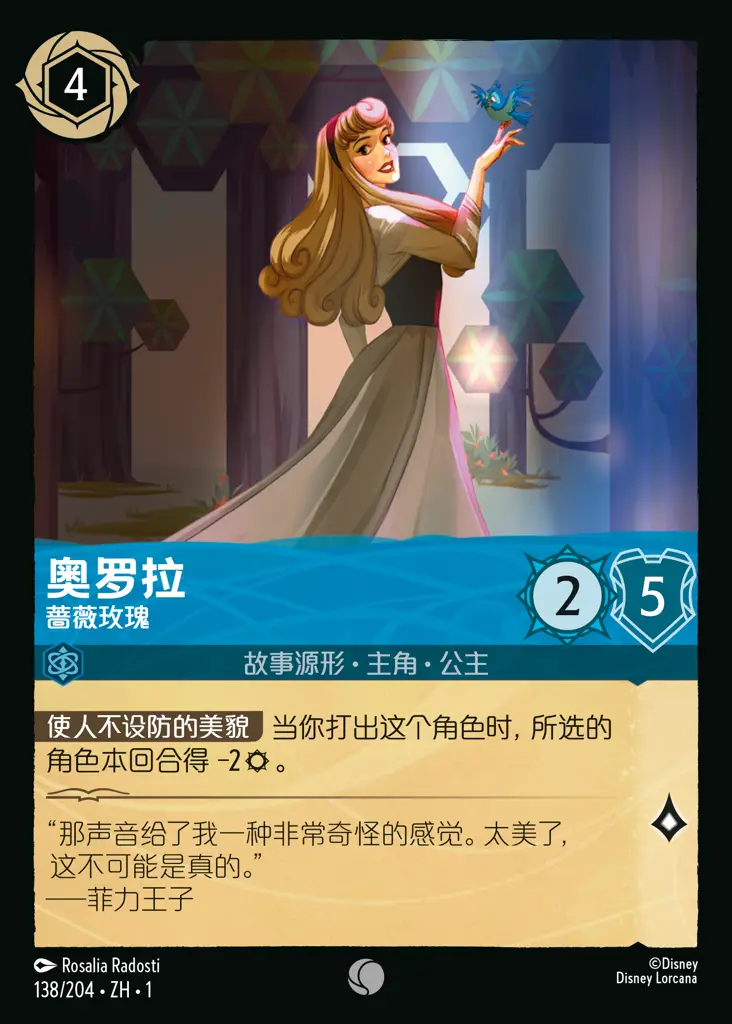 4
奥罗拉
蔷薇玫瑰
2
5
故事源形 · 主角 · 公主
使人不设防的美貌 当你打出这个角色时，所选的
角色本回合得 -2。
“那声音给了我一种非常奇怪的感觉。太美了，
这不可能是真的。”
——菲力王子
Rosalia Radosti
138/204 • ZH • 1
©Disney
Disney Lorcana